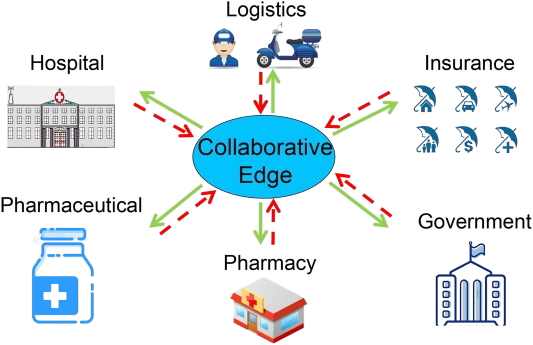 Logistics
Hospital
Insurance
Collaborative
Edge
Pharmaceutical
Government
Pharmacy